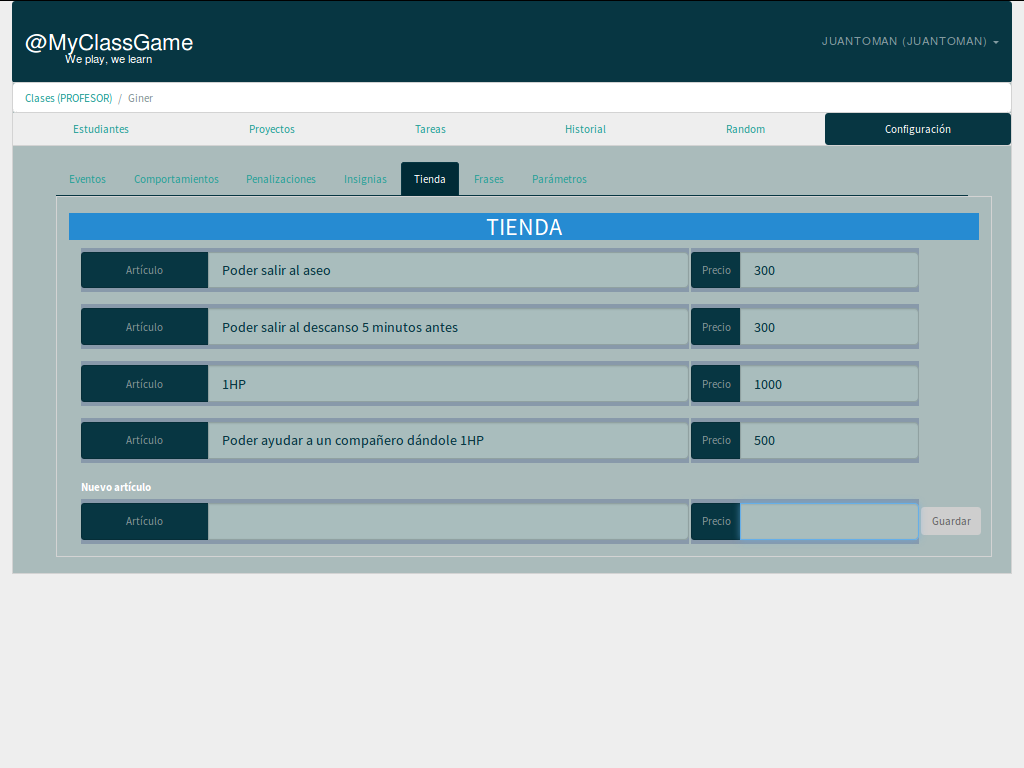 @MyClassGame
We play, we learn
JUANTOMAN (JUANTOMAN)
Clases (PROFESOR) / Giner
Estudiantes Proyectos Tareas Historial Random Configuración
Eventos Comportamientos Penalizaciones Insignias Tienda Frases Parámetros
TIENDA
Artículo Poder salir al aseo Precio 300
Artículo Poder salir al descanso 5 minutos antes Precio 300
Artículo 1HP Precio 1000
Artículo Poder ayudar a un compañero dándole 1HP Precio 500
Nuevo artículo
Artículo Precio Guardar